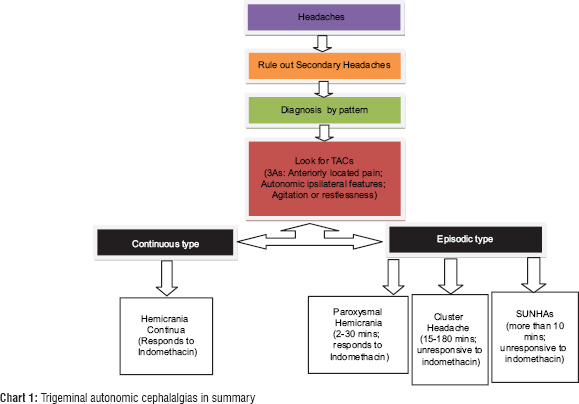 Headaches
Rule out Secondary Headaches
Diagnosis by pattern
Look for TACs
(3As: Anteriorly located pain;
Autonomic ipsilateral features;
Agitation or restlessness)
Continuous type
Episodic type
Hemicrania
Continua
(Responds to
Indomethacin)
Paroxysmal
Hemicrania
(2-30 mins;
responds to
Indomethacin)
Cluster
Headache
(15-180 mins;
unresponsive to
indomethacin)
SUNHAs
(more than 10
mins;
unresponsive to
indomethacin)
Chart 1: Trigeminal autonomic cephalalgias in summary